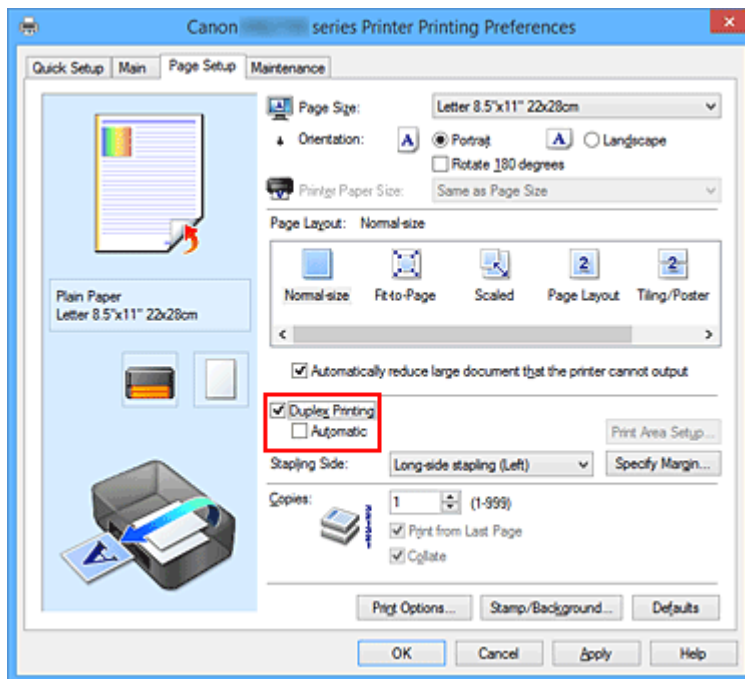 Canon series Printer Printing Preferences
Quick Setup Main Page Setup Maintenance
Page Size: Letter 8.5"x11" 22x28cm
Orientation: A Portrait A Landscape
Rotate 180 degrees
Printer Paper Size: Same as Page Size
Page Layout: Normal-size
2 2
Normal-size Fit-to-Page Scaled Page Layout Tiling/Poster
Plain Paper
Letter 8.5"x11" 22x28cm
Automatically reduce large document that the printer cannot output
Duplex Printing
Automatic
Print Area Setup...
Stapling Side: Long-side stapling (Left) Specify Margin...
Copies: 1 (1-999)
Print from Last Page
Collate
A
Print Options... Stamp/Background... Defaults
OK Cancel Apply Help